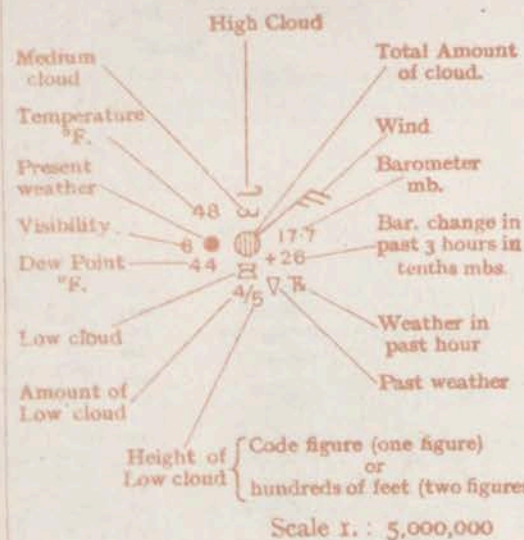 High Cloud
Medium
cloud
Total Amount
of cloud.
Temperature
°F.
Wind
Present
weather
Barometer
mb.
48
Visibility
6
17.7
Bar. change in
past 3 hours in
tenths mbs.
+26
Dew Point
°F.
44
4/5
Low cloud
Weather in
past hour
Amount of
Low cloud
Past weather
Height of
Low cloud
Code figure (one figure)
or
hundreds of feet (two figures
Scale 1. : 5,000,000